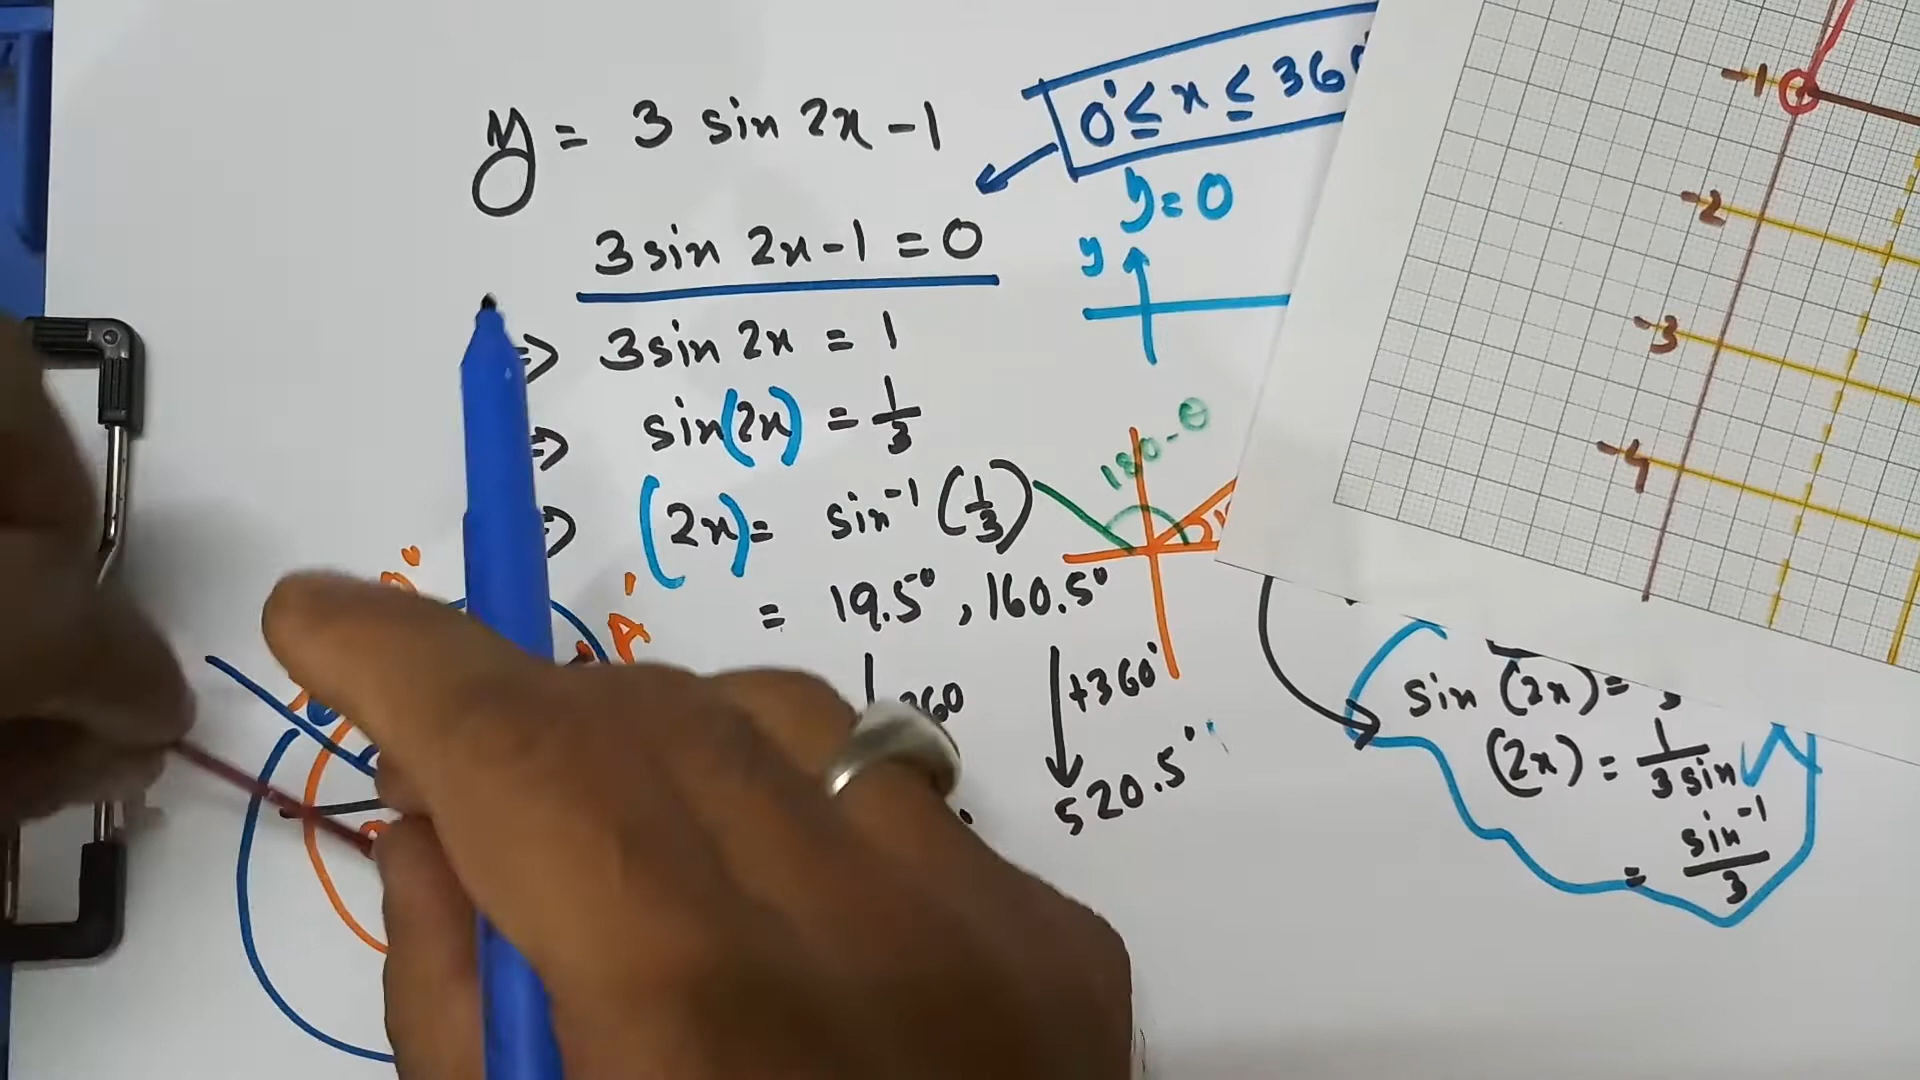 y = 3 sin 2x - 1
0° ≤ x ≤ 36
y = 0
3 sin 2x - 1 = 0
y
⇒ 3 sin 2x = 1
⇒ sin (2x) = 1/3
180 - θ
⇒ (2x) = sin⁻¹ (1/3)
= 19.5°, 160.5°
A'
360
+360°
520.5°
sin (2x) =
(2x) = 1/3 sin
= sin⁻¹/3
-1
-2
-3
-4